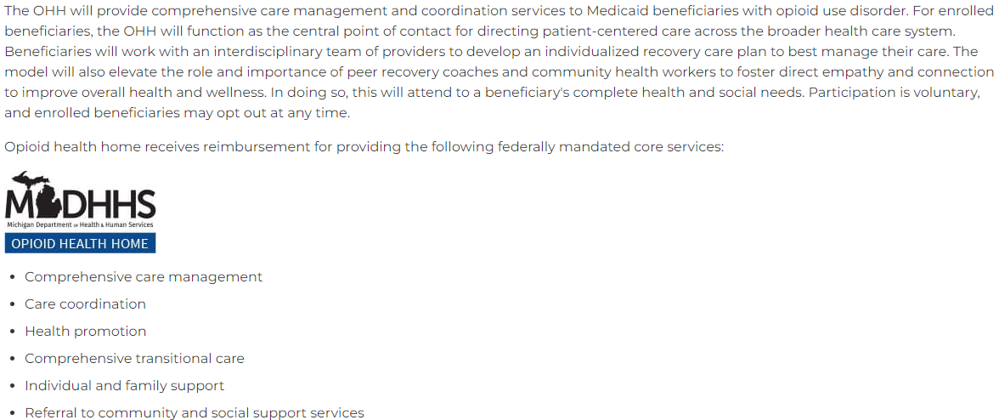 The OHH will provide comprehensive care management and coordination services to Medicaid beneficiaries with opioid use disorder. For enrolled
beneficiaries, the OHH will function as the central point of contact for directing patient-centered care across the broader health care system.
Beneficiaries will work with an interdisciplinary team of providers to develop an individualized recovery care plan to best manage their care. The
model will also elevate the role and importance of peer recovery coaches and community health workers to foster direct empathy and connection
to improve overall health and wellness. In doing so, this will attend to a beneficiary's complete health and social needs. Participation is voluntary,
and enrolled beneficiaries may opt out at any time.
Opioid health home receives reimbursement for providing the following federally mandated core services:
MDHHS
Michigan Department of Health & Human Services
OPIOID HEALTH HOME
• Comprehensive care management
• Care coordination
• Health promotion
• Comprehensive transitional care
• Individual and family support
• Referral to community and social support services